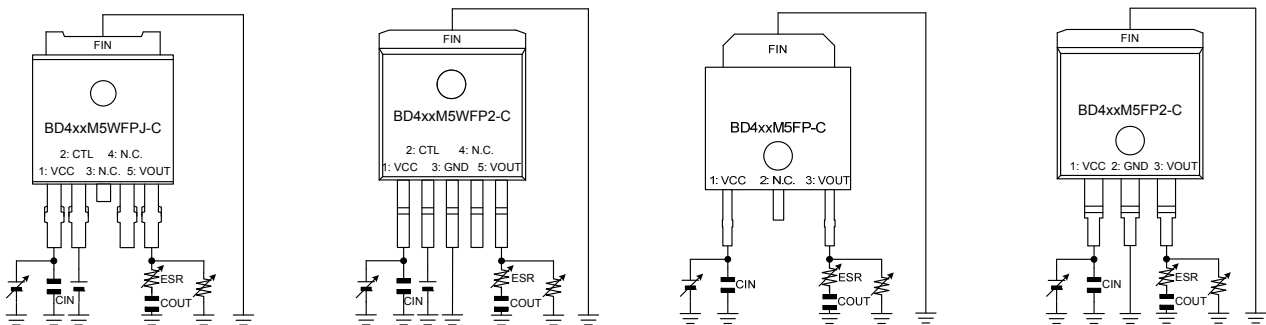 FIN
BD4xxM5WFPJ-C
2: CTL 4: N.C.
1: VCC 3: N.C. 5: VOUT
CIN
ESR
COUT
FIN
BD4xxM5WFP2-C
2: CTL 4: N.C.
1: VCC 3: GND 5: VOUT
CIN
ESR
COUT
FIN
BD4xxM5FP-C
1: VCC 2: N.C. 3: VOUT
CIN
ESR
COUT
FIN
BD4xxM5FP2-C
1: VCC 2: GND 3: VOUT
CIN
ESR
COUT